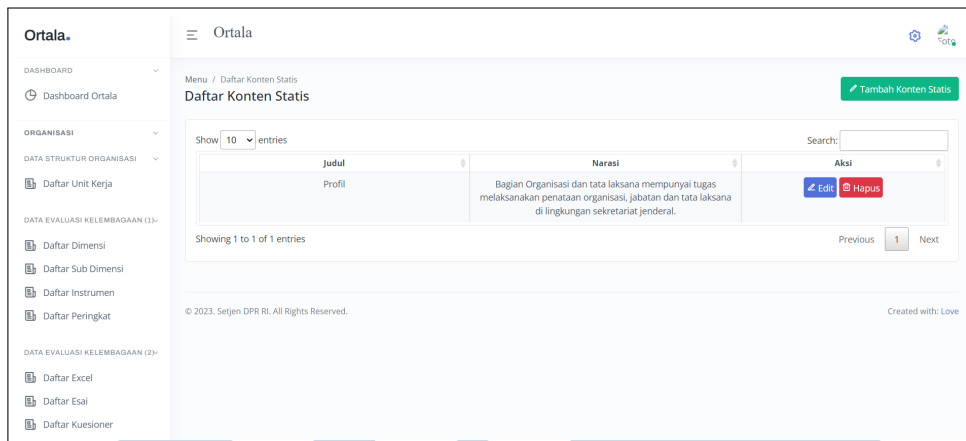 Ortala.
Ortala
Foto
DASHBOARD
Dashboard Ortala
ORGANISASI
DATA STRUKTUR ORGANISASI
Daftar Unit Kerja
DATA EVALUASI KELEMBAGAAN (1)
Daftar Dimensi
Daftar Sub Dimensi
Daftar Instrumen
Daftar Peringkat
DATA EVALUASI KELEMBAGAAN (2)
Daftar Excel
Daftar Esai
Daftar Kuesioner
Menu / Daftar Konten Statis
Daftar Konten Statis
Tambah Konten Statis
Show 10 entries
Search:
Judul Narasi Aksi
Profil
Bagian Organisasi dan tata laksana mempunyai tugas
melaksanakan penataan organisasi, jabatan dan tata laksana
di lingkungan sekretariat jenderal.
Edit Hapus
Showing 1 to 1 of 1 entries
Previous 1 Next
© 2023. Setjen DPR RI. All Rights Reserved.
Created with: Love